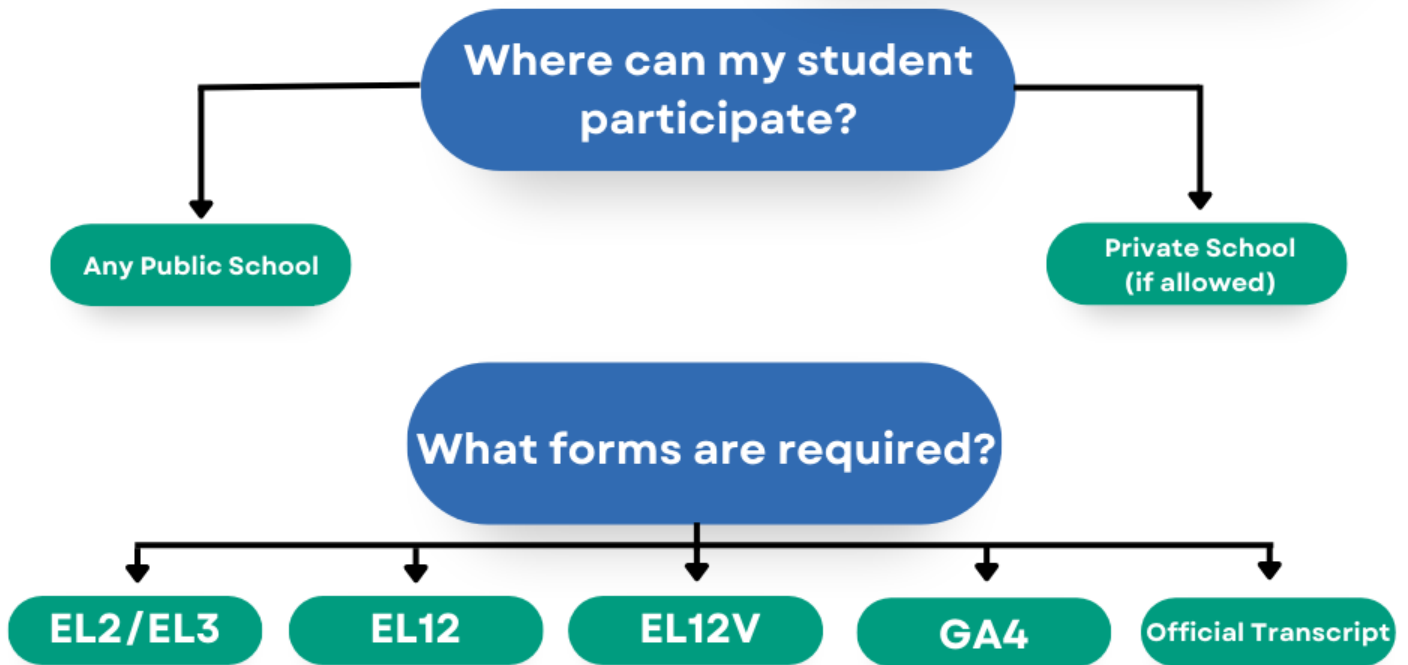 Where can my student
participate?
Any Public School
Private School
(if allowed)
What forms are required?
EL2/EL3
EL12
EL12V
GA4
Official Transcript